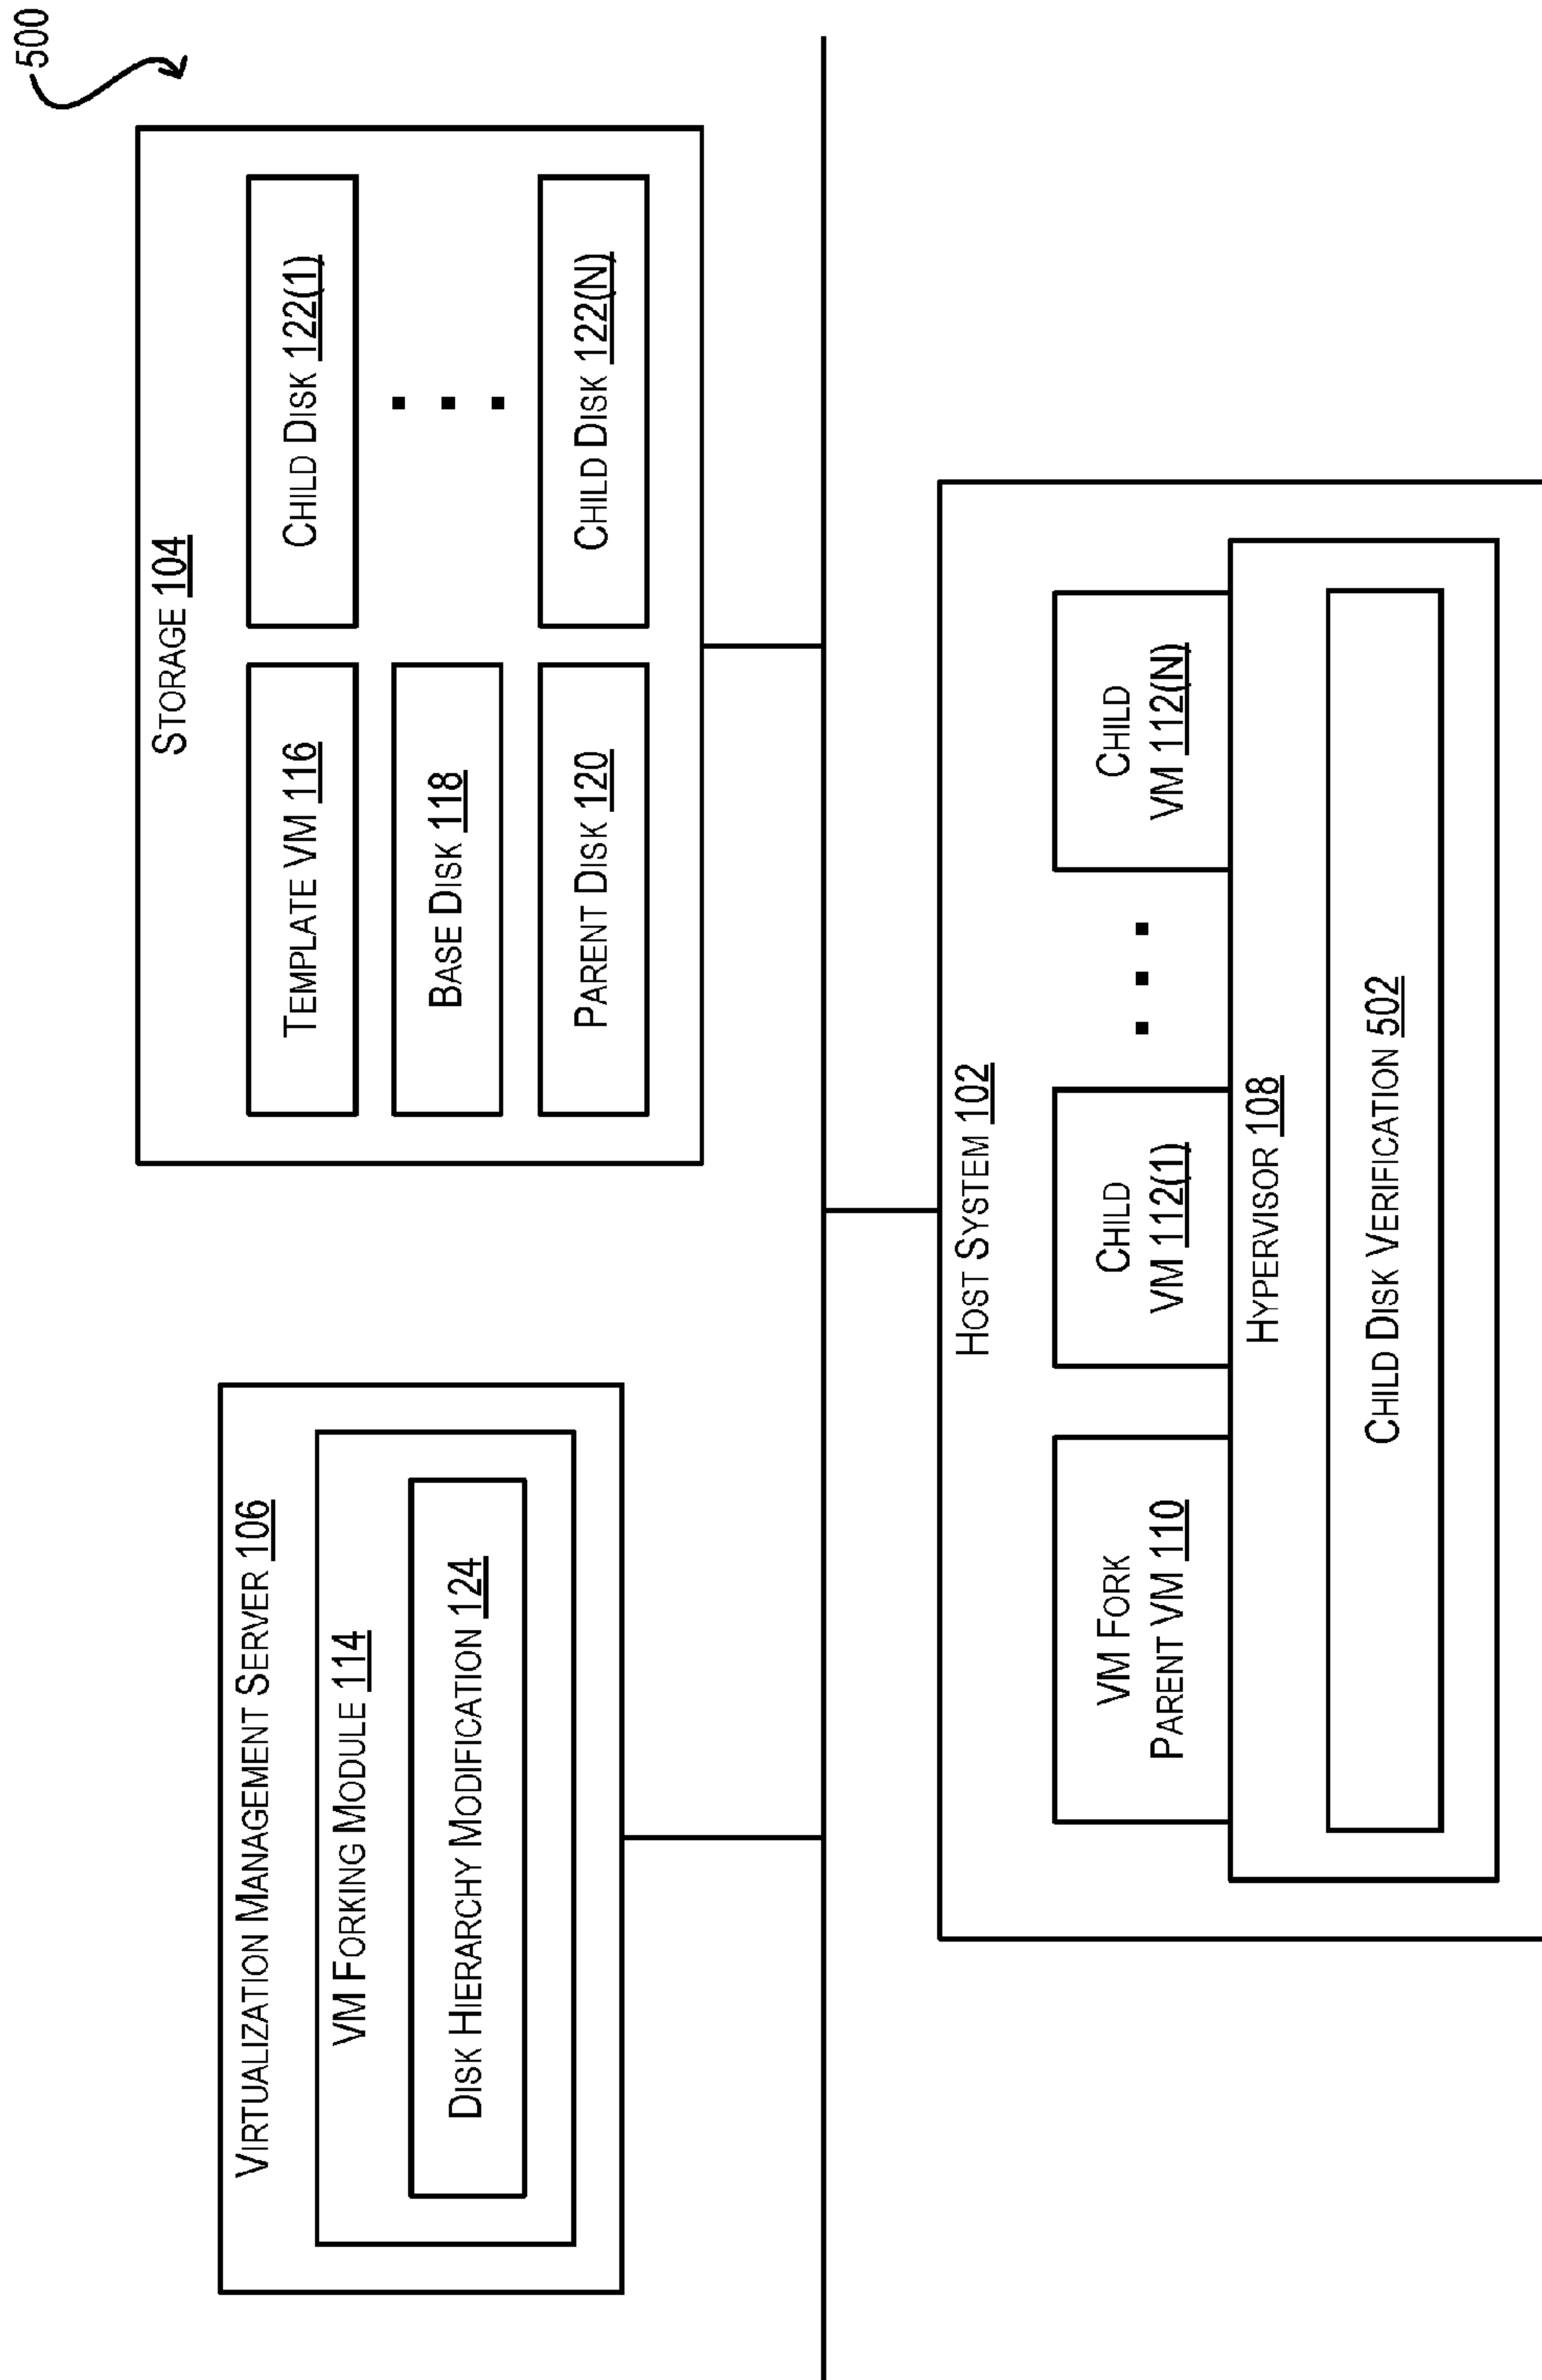 500
VIRTUALIZATION MANAGEMENT SERVER 106
VM FORKING MODULE 114
DISK HIERARCHY MODIFICATION 124
STORAGE 104
TEMPLATE VM 116
CHILD DISK 122(1)
BASE DISK 118
PARENT DISK 120
CHILD DISK 122(N)
HOST SYSTEM 102
VM FORK
PARENT VM 110
CHILD
VM 112(1)
CHILD
VM 112(N)
HYPERVISOR 108
CHILD DISK VERIFICATION 502